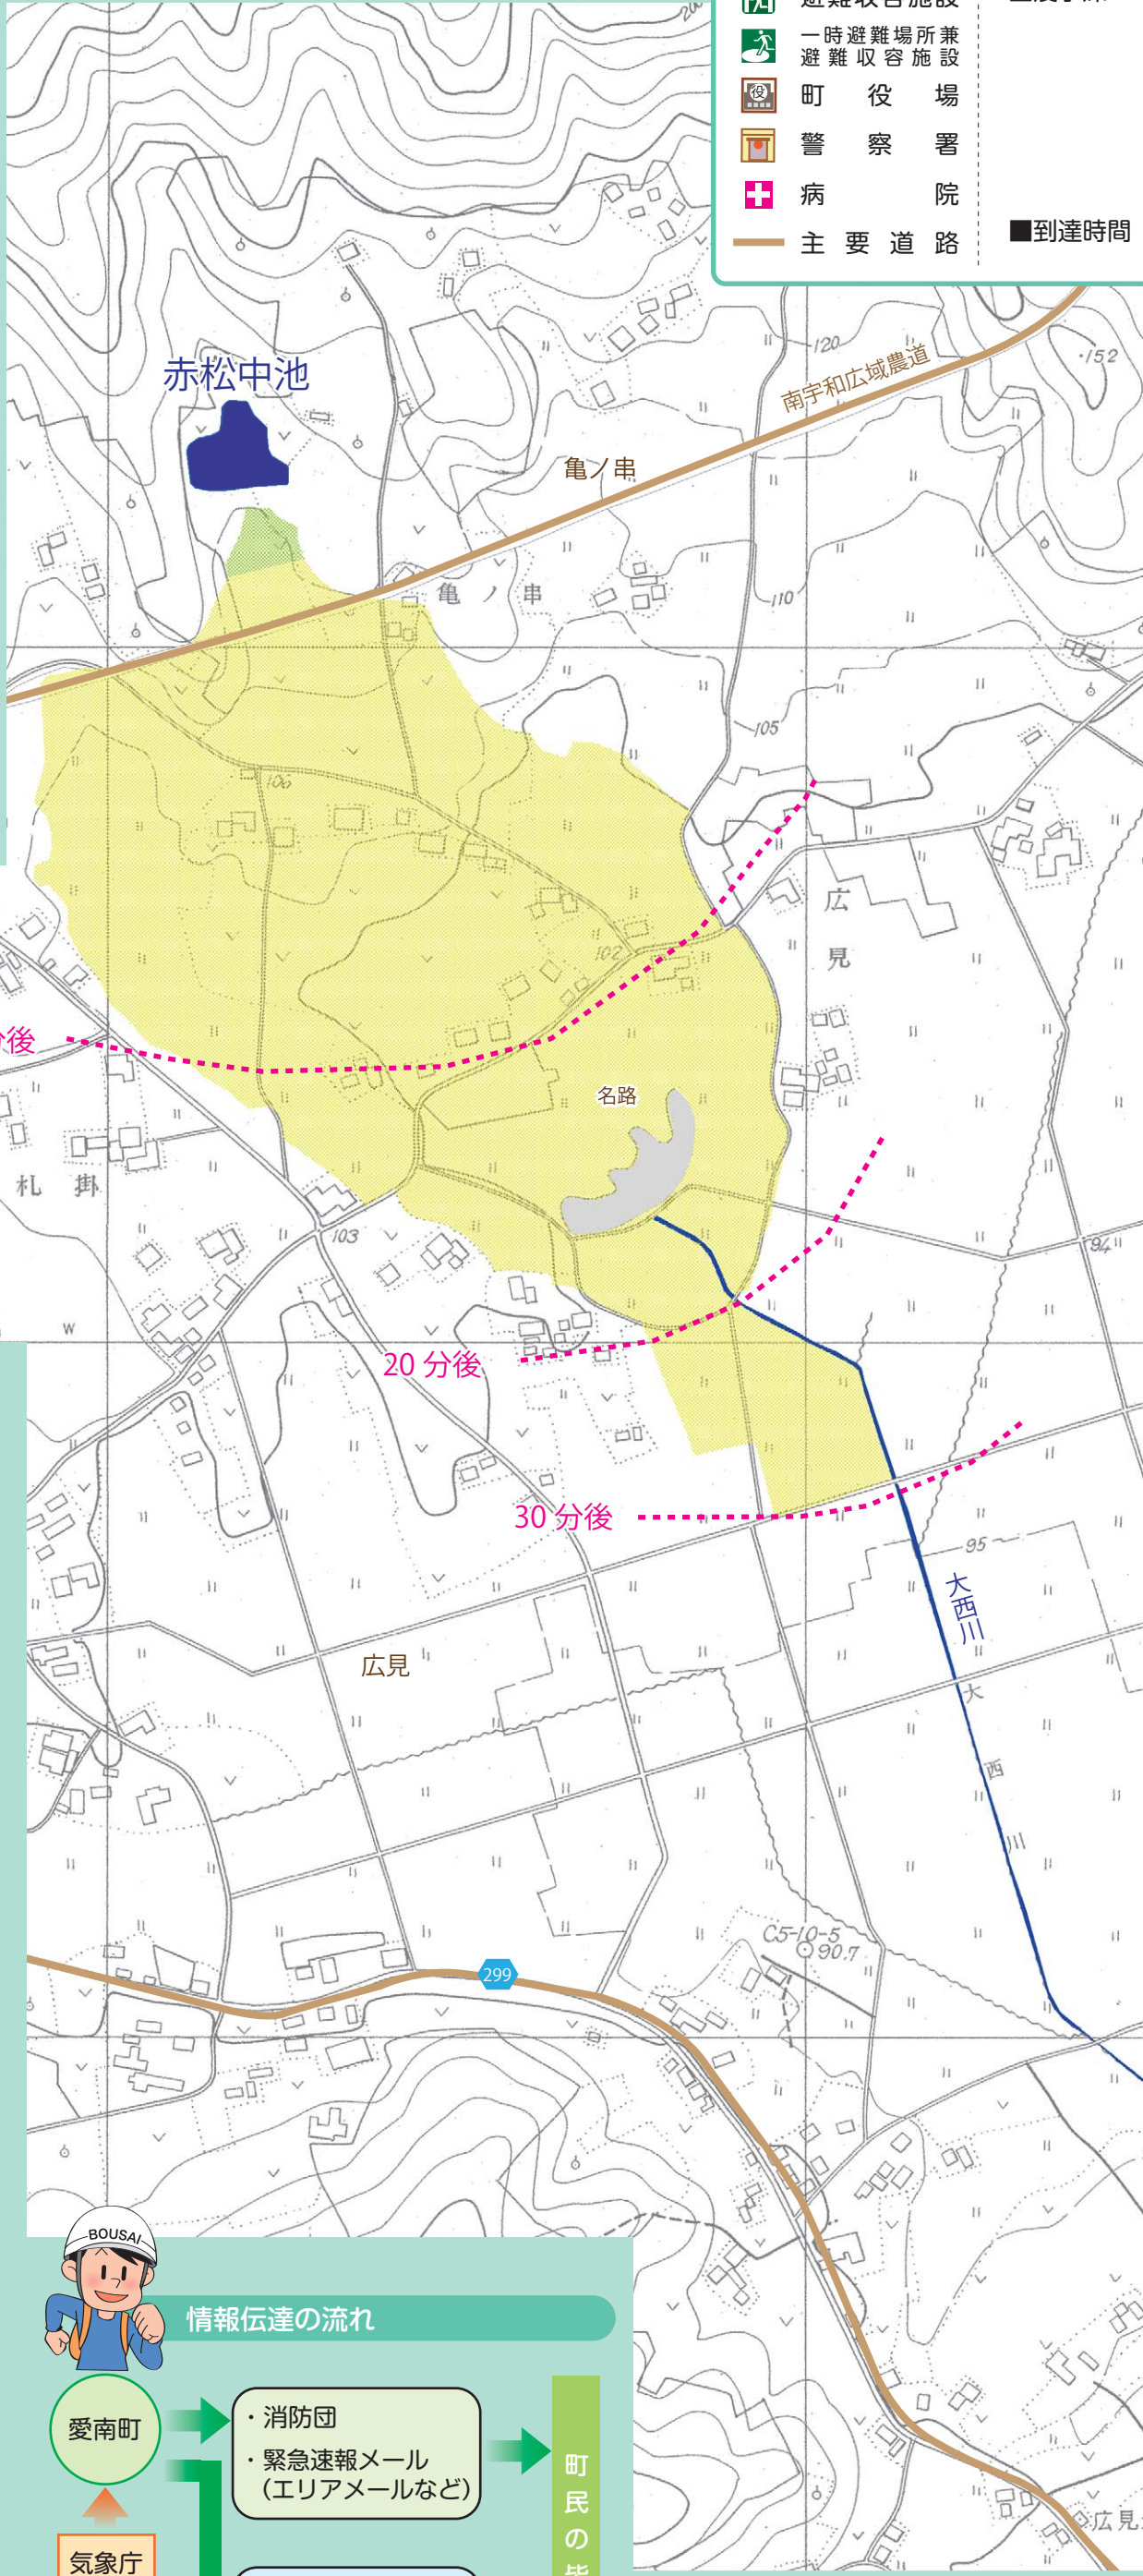 避難収容施設
一時避難場所兼
避難収容施設
町役場
警察署
病院
主要道路
■到達時間
役
120
152
南宇和広域農道
赤松中池
亀ノ串
亀ノ串
110
105
106
広見
102
分後
名路
札掛
103
94
W
20 分後
30 分後
95
大西川
広見
大西川
C5-10-5
90.7
299
BOUSAI
情報伝達の流れ
愛南町
・消防団
・緊急速報メール
（エリアメールなど）
町民の
気象庁
広見